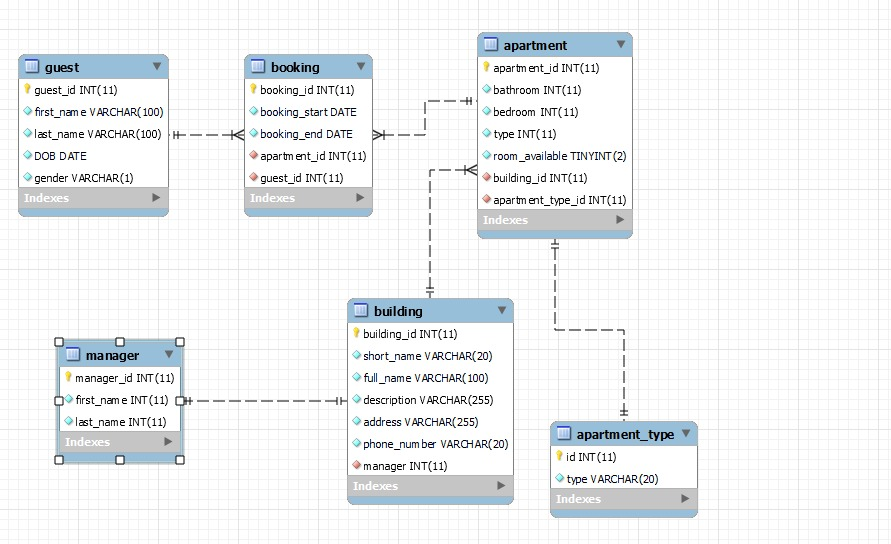 guest
guest_id INT(11)
first_name VARCHAR(100)
last_name VARCHAR(100)
DOB DATE
gender VARCHAR(1)
Indexes
booking
booking_id INT(11)
booking_start DATE
booking_end DATE
apartment_id INT(11)
guest_id INT(11)
Indexes
apartment
apartment_id INT(11)
bathroom INT(11)
bedroom INT(11)
type INT(11)
room_available TINYINT(2)
building_id INT(11)
apartment_type_id INT(11)
Indexes
manager
manager_id INT(11)
first_name INT(11)
last_name INT(11)
Indexes
building
building_id INT(11)
short_name VARCHAR(20)
full_name VARCHAR(100)
description VARCHAR(255)
address VARCHAR(255)
phone_number VARCHAR(20)
manager INT(11)
Indexes
apartment_type
id INT(11)
type VARCHAR(20)
Indexes